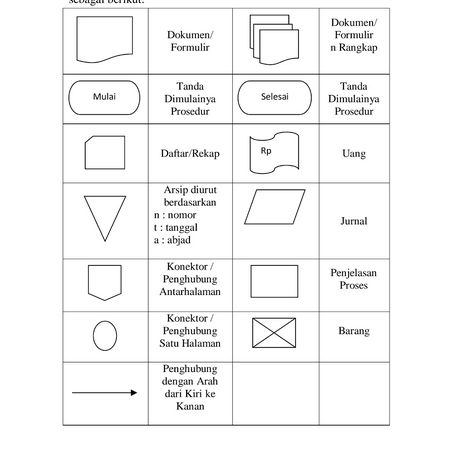 sebagai berikut:
Dokumen/
Formulir
Dokumen/
Formulir
n Rangkap
Mulai
Tanda
Dimulainya
Prosedur
Selesai
Tanda
Dimulainya
Prosedur
Daftar/Rekap
Rp
Uang
Arsip diurut
berdasarkan
n : nomor
t : tanggal
a : abjad
Jurnal
Konektor /
Penghubung
Antarhalaman
Penjelasan
Proses
Konektor /
Penghubung
Satu Halaman
Barang
Penghubung
dengan Arah
dari Kiri ke
Kanan